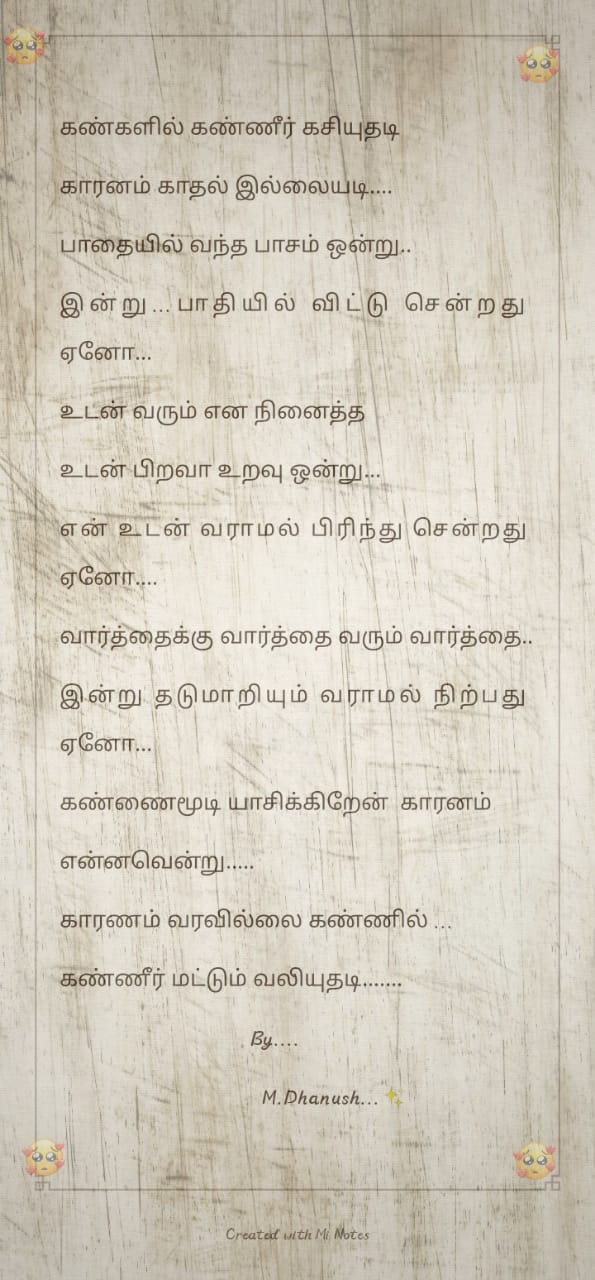 கண்களில் கண்ணீர் கசியுதடி
காரனம் காதல் இல்லையடி....
பாதையில் வந்த பாசம் ஒன்று..
இன்று... பாதியில் விட்டு சென்றது
ஏனோ...
உடன் வரும் என நினைத்த
உடன் பிறவா உறவு ஒன்று...
என் உடன் வராமல் பிரிந்து சென்றது
ஏனோ....
வார்த்தைக்கு வார்த்தை வரும் வார்த்தை..
இன்று தடுமாறியும் வராமல் நிற்பது
ஏனோ...
கண்ணைமூடி யாசிக்கிறேன் காரனம்
என்னவென்று.....
காரணம் வரவில்லை கண்ணில் ...
கண்ணீர் மட்டும் வலியுதடி.......
By....
M.Dhanush...
Created with Mi Notes